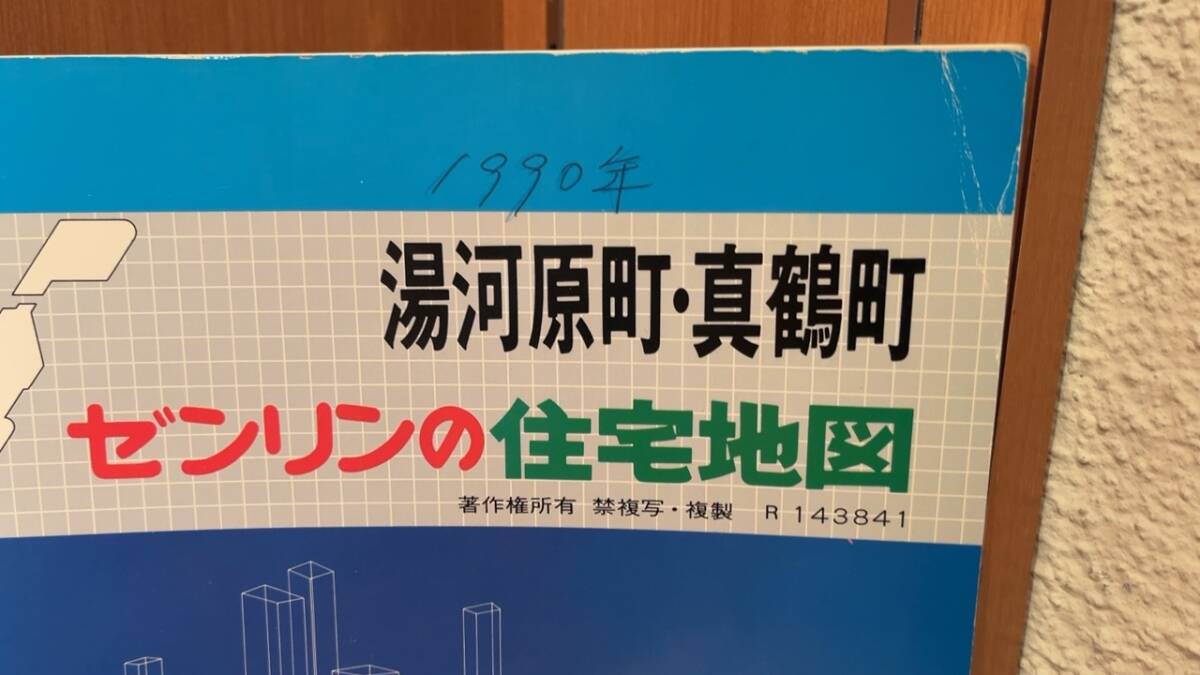 1990年
湯河原町・真鶴町
ゼンリンの住宅地図
著作権所有 禁複写・複製 R 143841